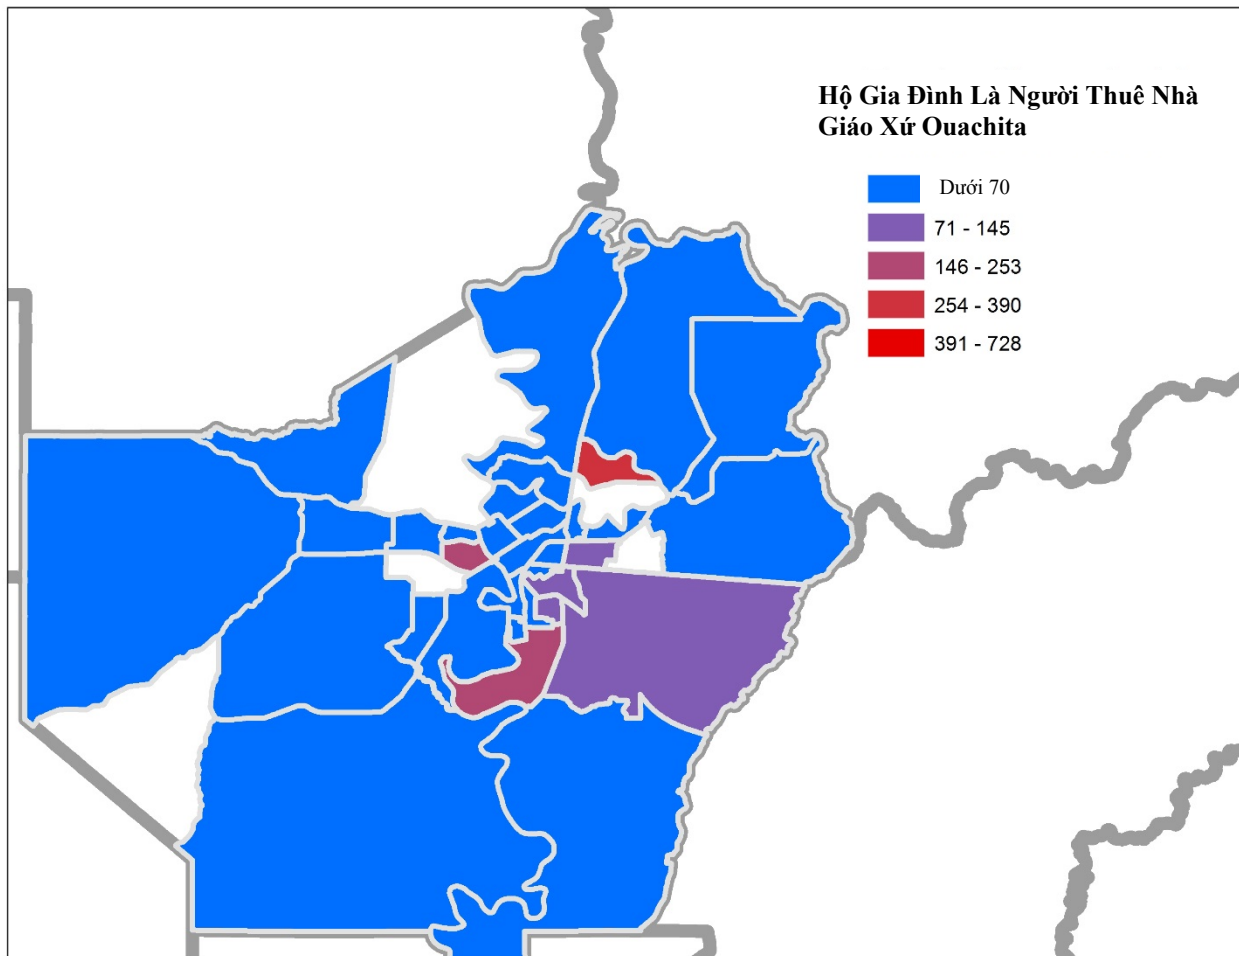 Hộ Gia Đình Là Người Thuê Nhà
Giáo Xứ Ouachita
Dưới 70
71 - 145
146 - 253
254 - 390
391 - 728